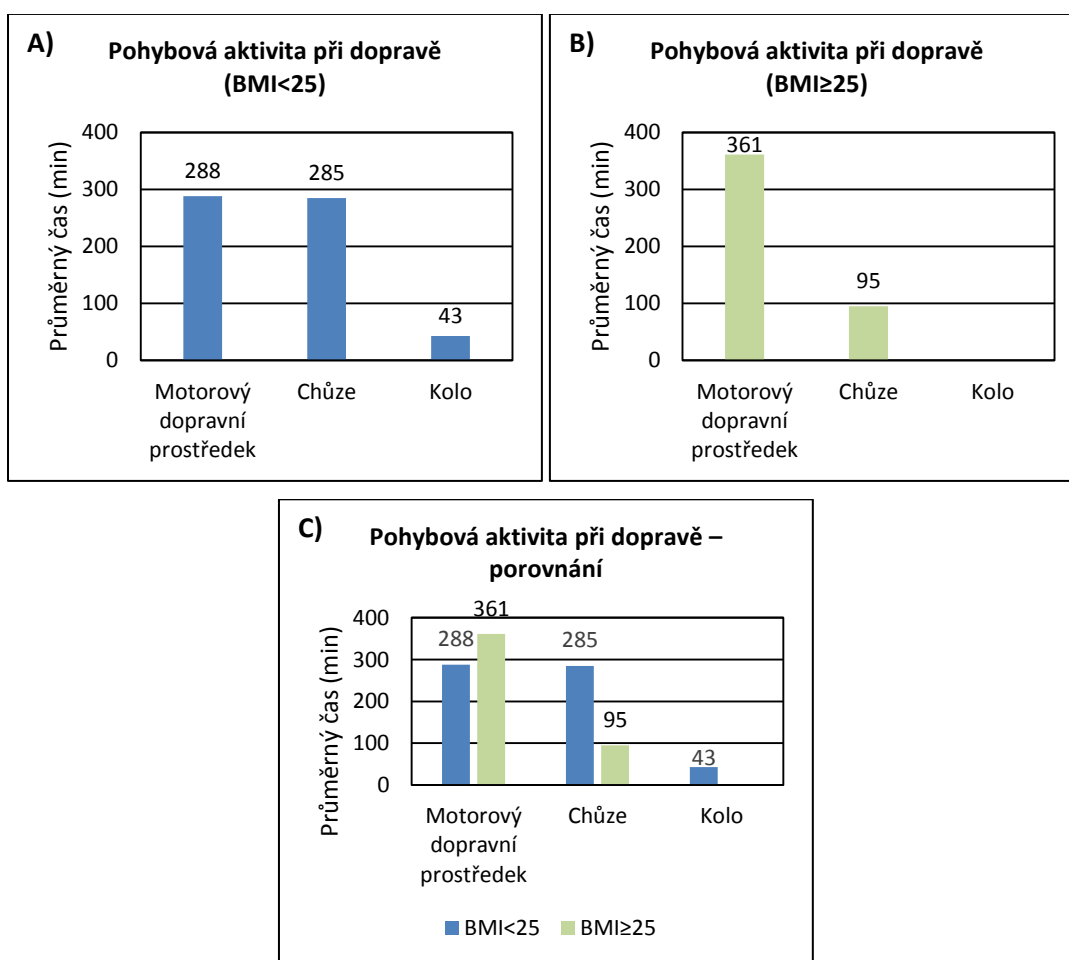 A)
Pohybová aktivita při dopravě
(BMI<25)
Průměrný čas (min)
400
300
200
100
0
288
285
43
Motorový
dopravní
prostředek
Chůze
Kolo
B)
Pohybová aktivita při dopravě
(BMI≥25)
Průměrný čas (min)
400
300
200
100
0
361
95
Motorový
dopravní
prostředek
Chůze
Kolo
C)
Pohybová aktivita při dopravě –
porovnání
Průměrný čas (min)
400
300
200
100
0
288
361
285
95
43
Motorový
dopravní
prostředek
Chůze
Kolo
BMI<25
BMI≥25